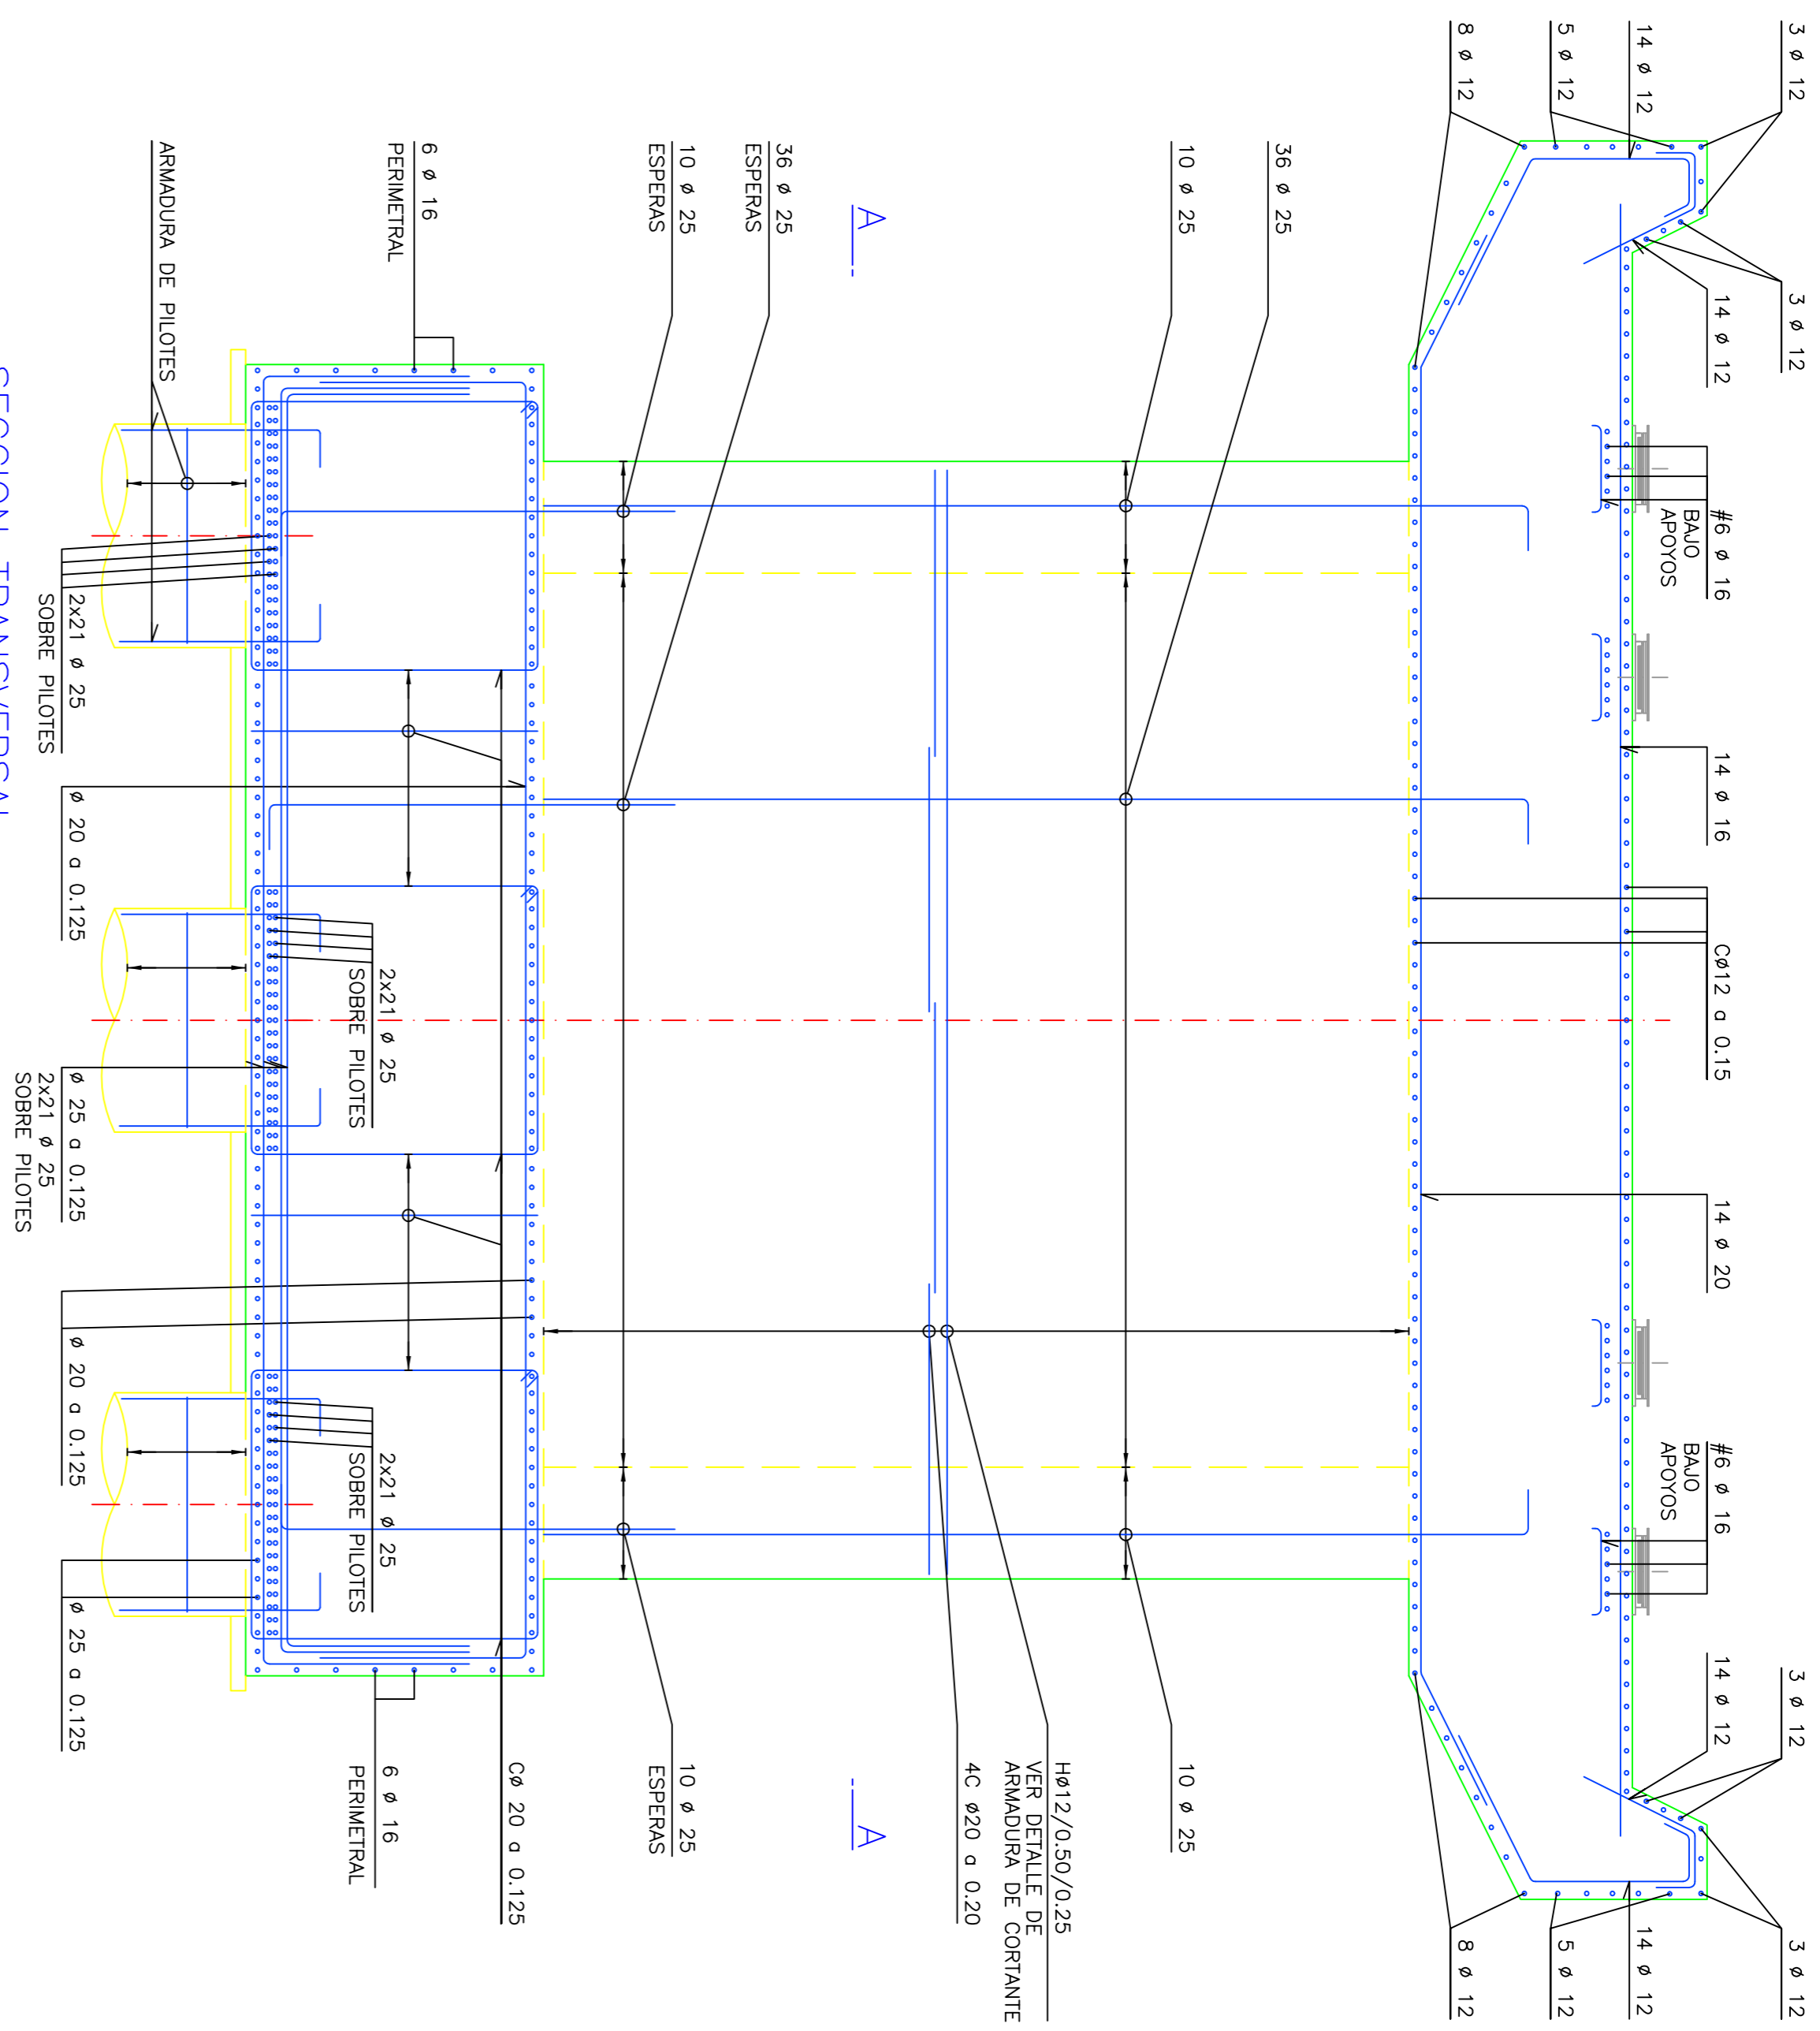 3 ø 12
3 ø 12
3 ø 12
3 ø 12
14 ø 12
#6 ø 16
BAJO
APOYOS
14 ø 16
CØ12 a 0.15
14 ø 20
#6 ø 16
BAJO
APOYOS
14 ø 12
14 ø 12
14 ø 12
5 ø 12
5 ø 12
8 ø 12
8 ø 12
36 ø 25
10 ø 25
10 ø 25
HØ12/0.50/0.25
VER DETALLE DE
ARMADURA DE CORTANTE
4C ø20 a 0.20
A
A
36 ø 25
ESPERAS
10 ø 25
ESPERAS
10 ø 25
ESPERAS
CØ 20 a 0.125
6 ø 16
PERIMETRAL
2x21 ø 25
SOBRE PILOTES
2x21 ø 25
SOBRE PILOTES
6 ø 16
PERIMETRAL
ARMADURA DE PILOTES
2x21 ø 25
SOBRE PILOTES
ø 20 a 0.125
ø 25 a 0.125
2x21 ø 25
SOBRE PILOTES
ø 20 a 0.125
ø 25 a 0.125
SECCION TRANSVERSAL